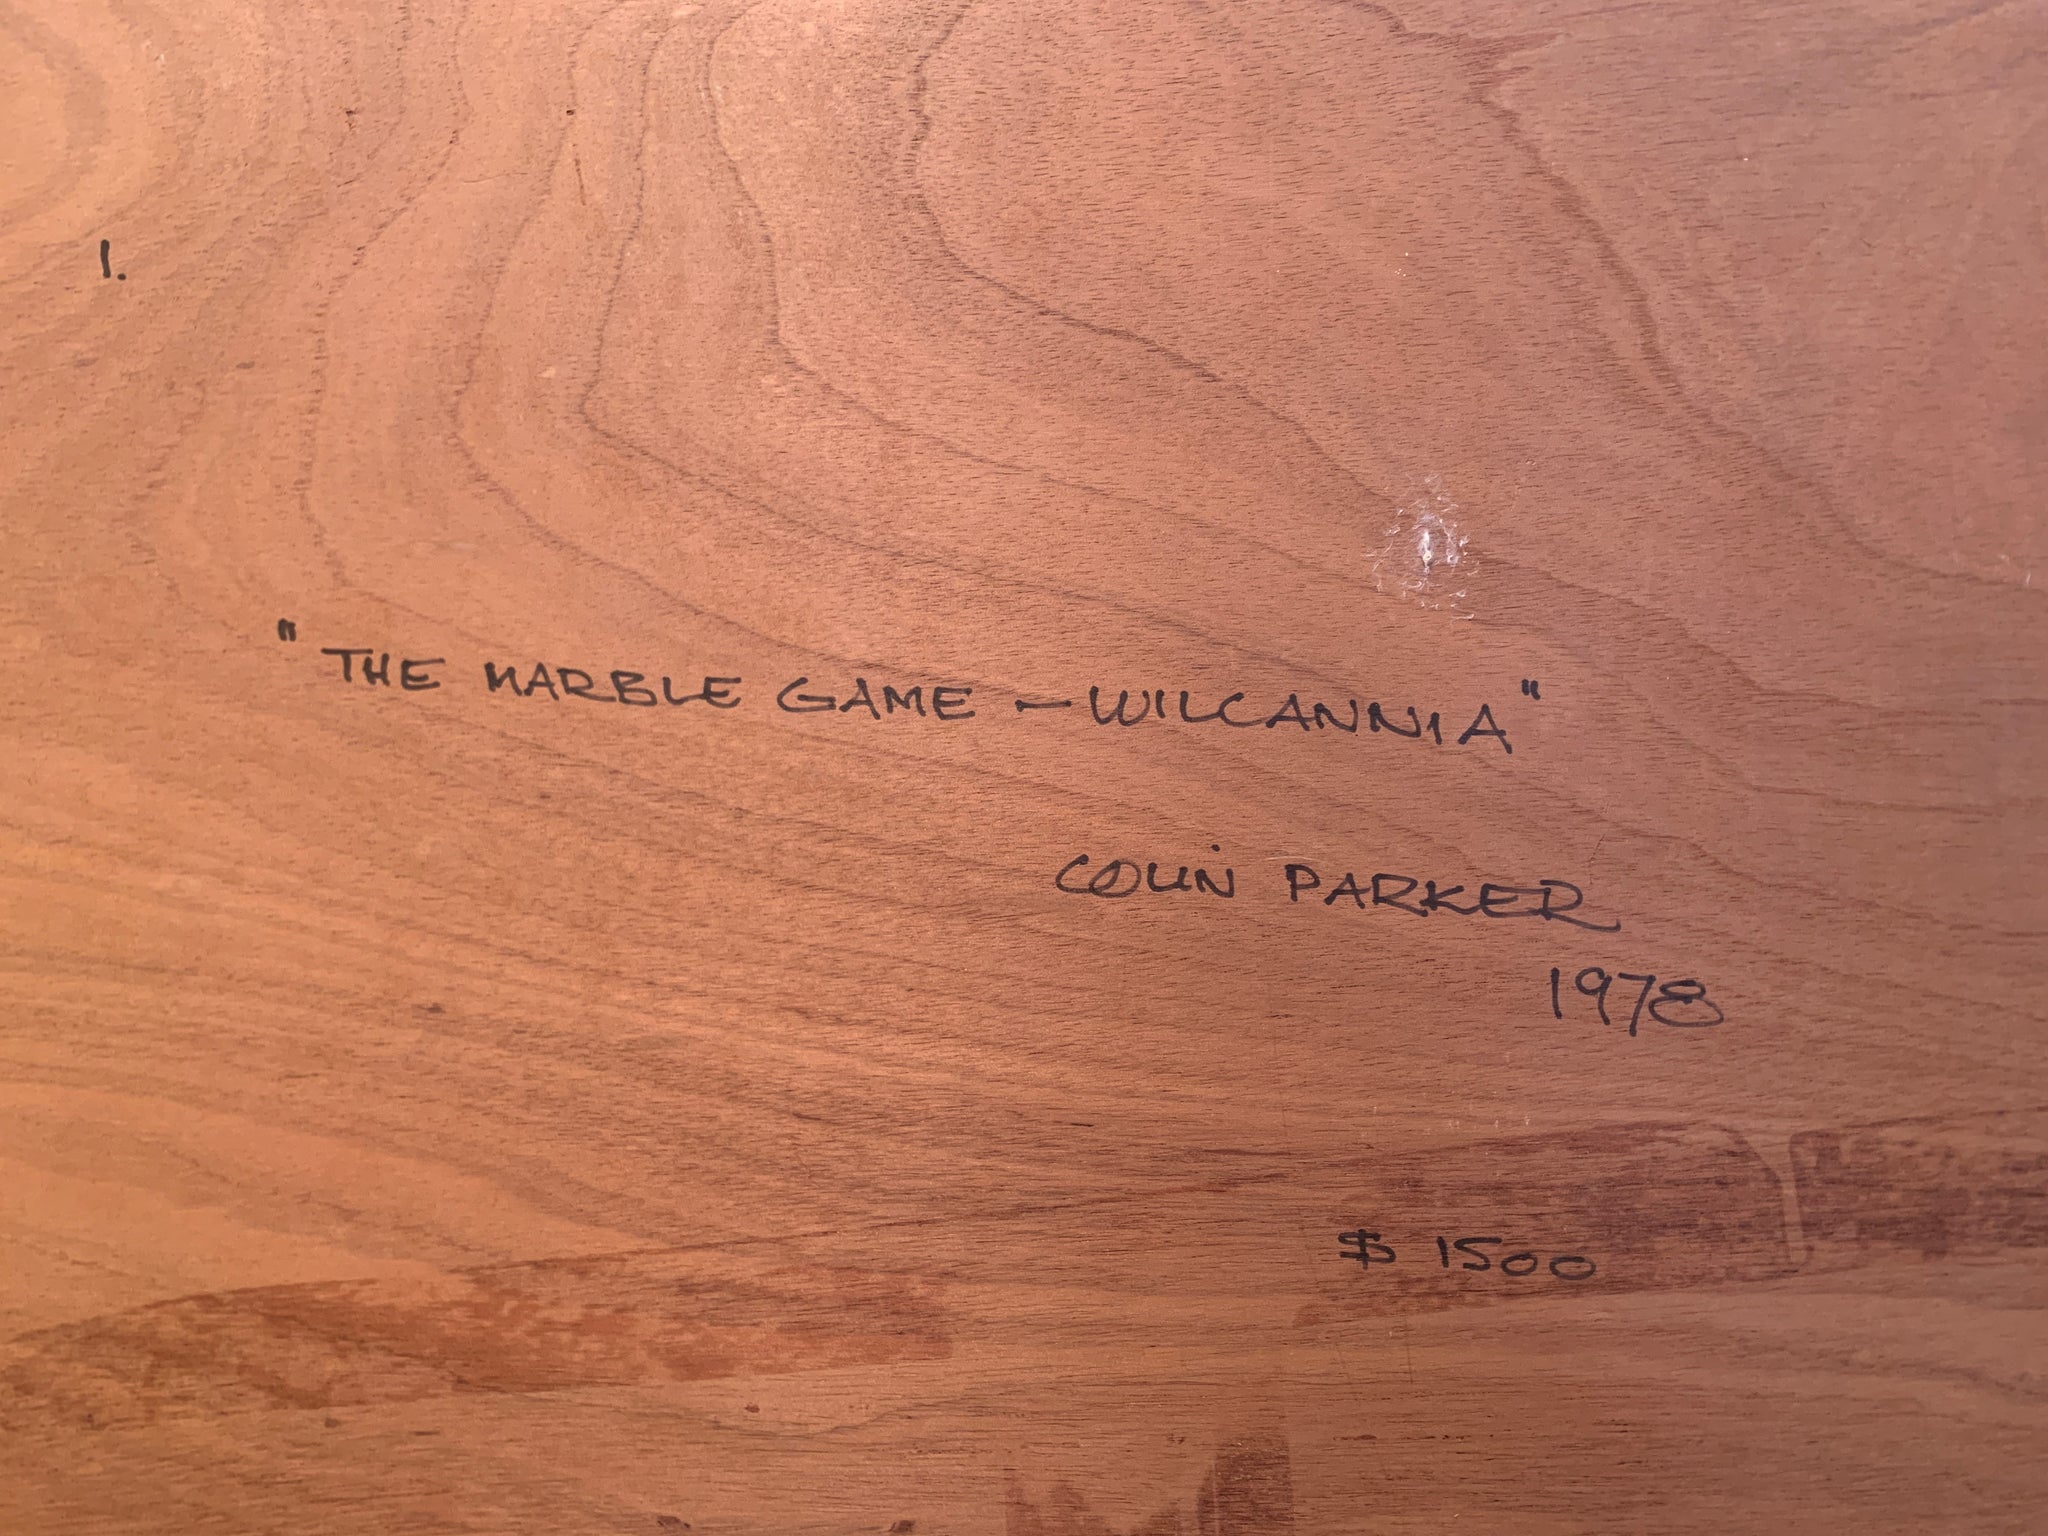 1.
"THE MARBLE GAME - WILCANNIA"
COLIN PARKER
1978
$ 1500